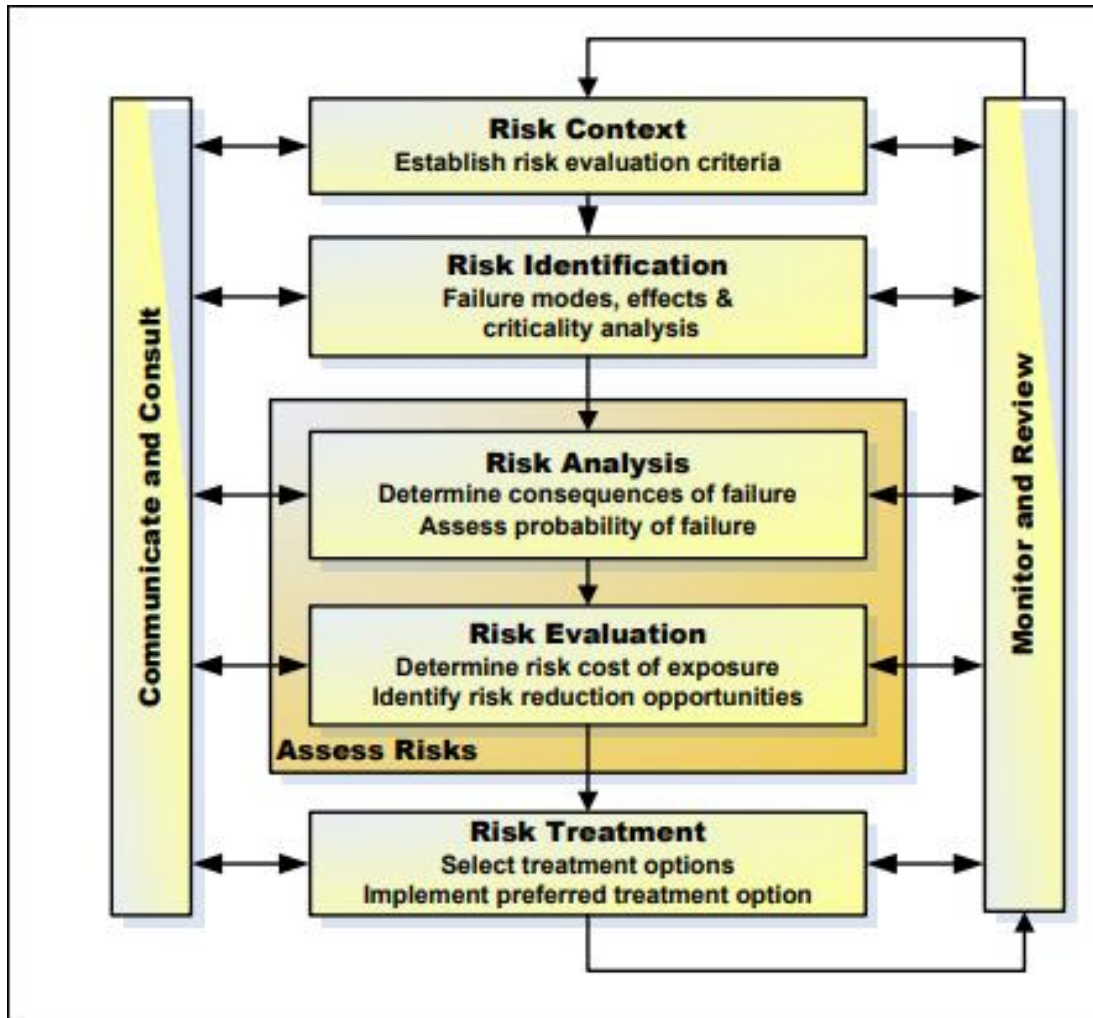 Communicate and Consult
Risk Context
Establish risk evaluation criteria
Risk Identification
Failure modes, effects &
criticality analysis
Risk Analysis
Determine consequences of failure
Assess probability of failure
Risk Evaluation
Determine risk cost of exposure
Identify risk reduction opportunities
Assess Risks
Risk Treatment
Select treatment options
Implement preferred treatment option
Monitor and Review